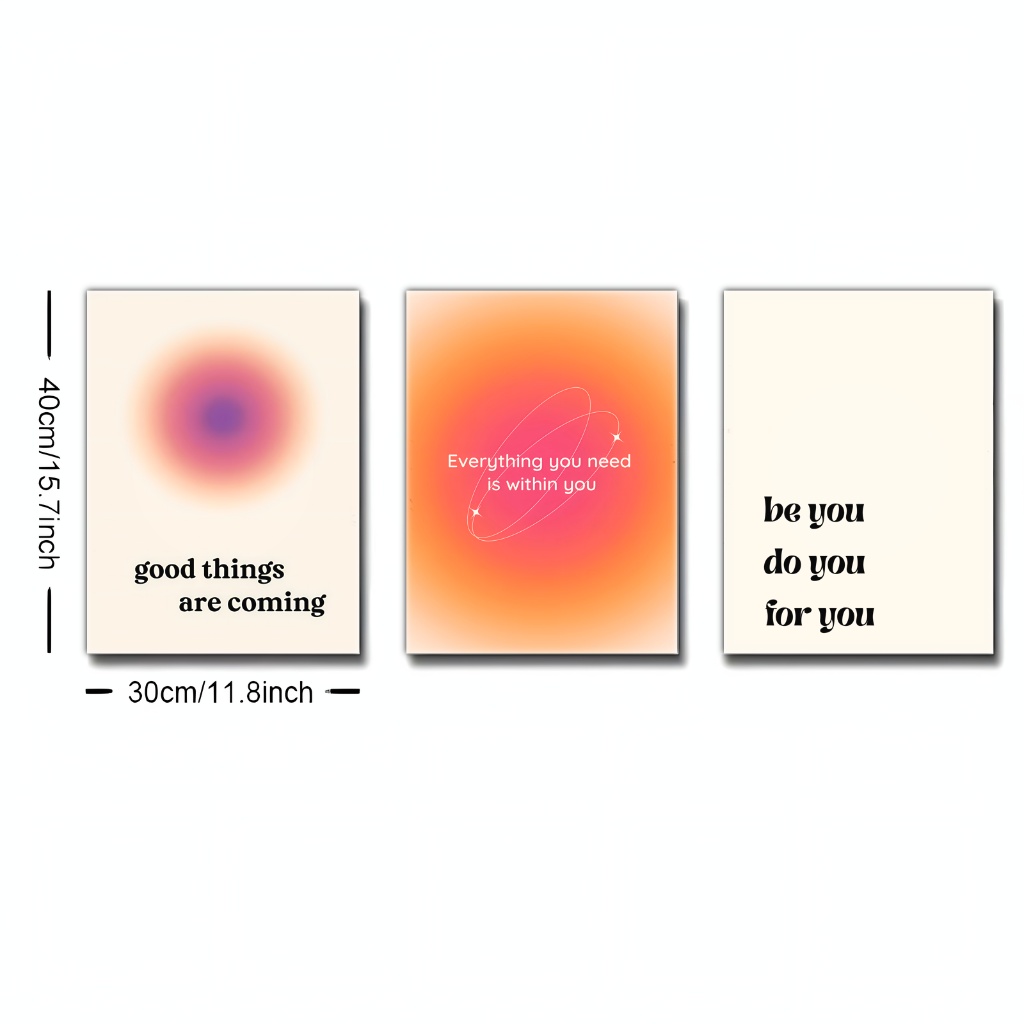 40cm/15.7inch
good things
are coming
30cm/11.8inch
Everything you need
is within you
be you
do you
for you